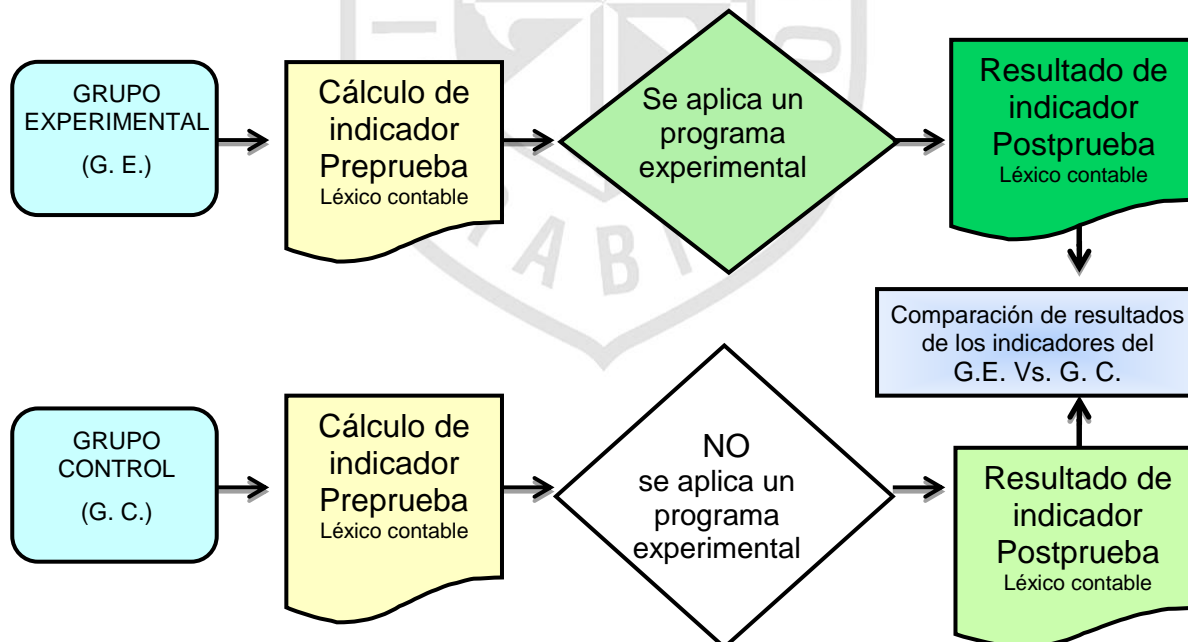 GRUPO
EXPERIMENTAL
(G. E.)
Cálculo de
indicador
Preprueba
Léxico contable
Se aplica un
programa
experimental
Resultado de
indicador
Postprueba
Léxico contable
Comparación de resultados
de los indicadores del
G.E. Vs. G. C.
GRUPO
CONTROL
(G. C.)
Cálculo de
indicador
Preprueba
Léxico contable
NO
se aplica un
programa
experimental
Resultado de
indicador
Postprueba
Léxico contable